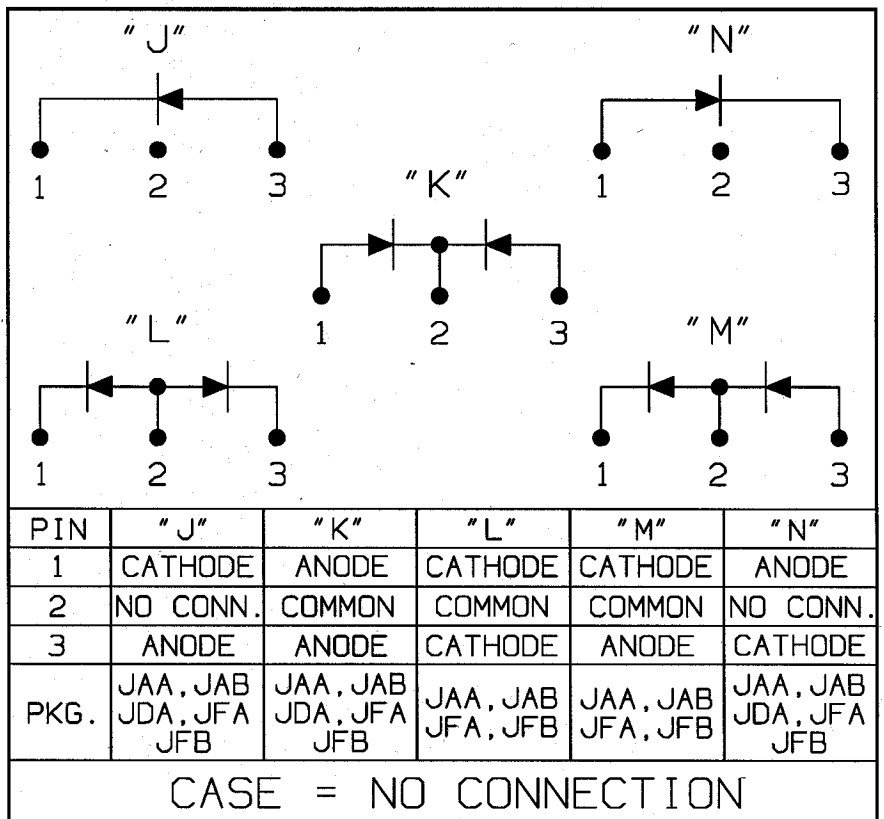 "J" "N"
1 2 3 1 2 3
"K"
1 2 3
"L" "M"
1 2 3 1 2 3
PIN "J" "K" "L" "M" "N"
1 CATHODE ANODE CATHODE CATHODE ANODE
2 NO CONN. COMMON COMMON COMMON NO CONN.
3 ANODE ANODE CATHODE ANODE CATHODE
PKG. JAA,JAB JDA,JFA JFB JAA,JAB JDA,JFA JFB JAA,JAB JFA,JFB JAA,JAB JFA,JFB JAA,JAB JDA,JFA JFB
CASE = NO CONNECTION